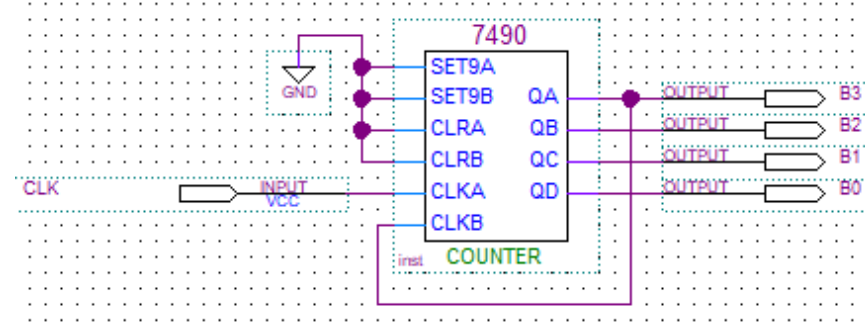 7490
SET9A
GND
SET9B QA OUTPUT B3
CLRA QB OUTPUT B2
CLRB QC OUTPUT B1
CLK INPUT VCC CLKA QD OUTPUT B0
CLKB
inst COUNTER